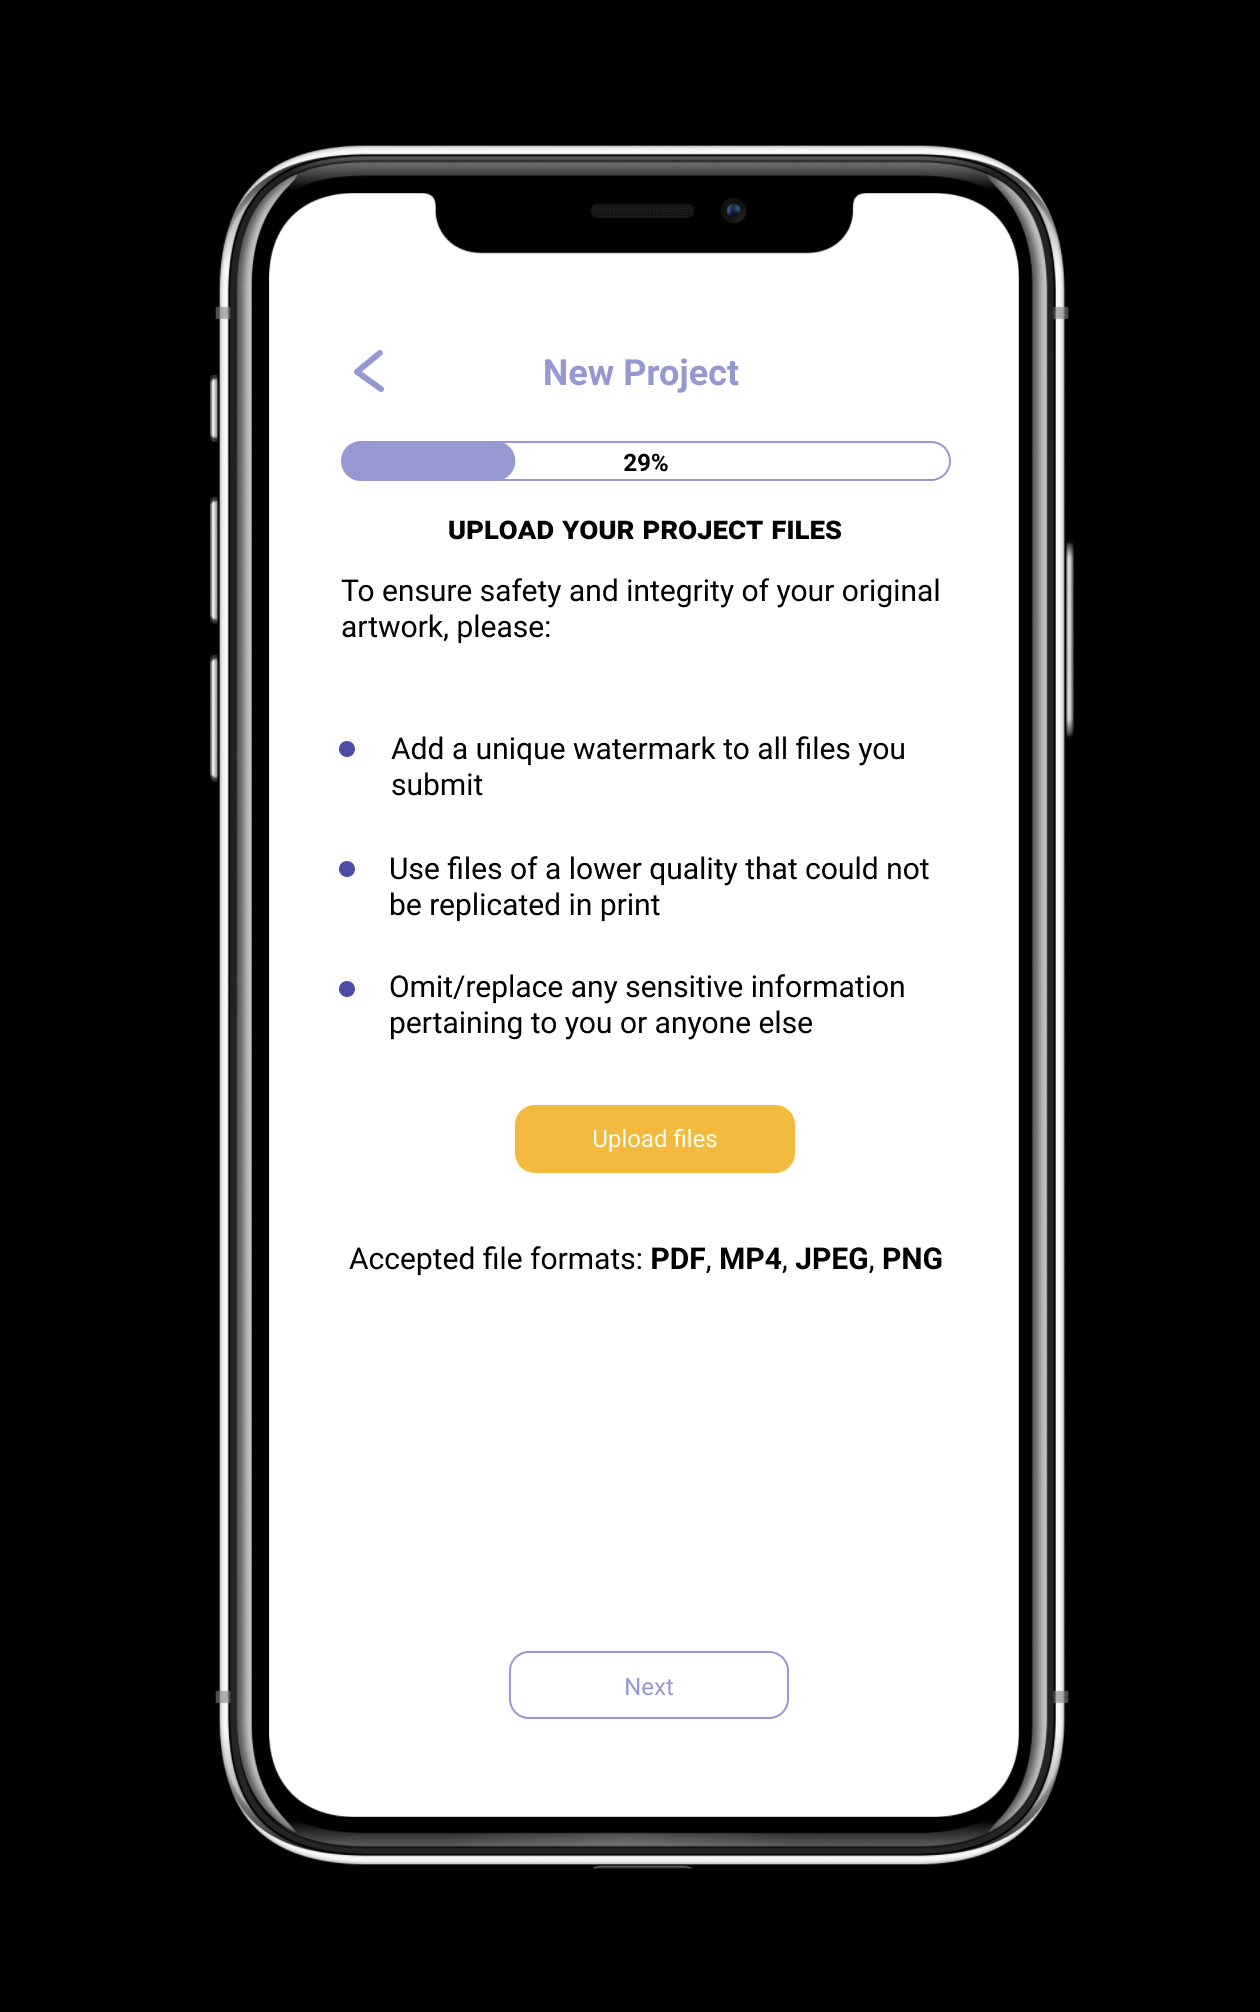 New Project
29%
UPLOAD YOUR PROJECT FILES
To ensure safety and integrity of your original
artwork, please:
Add a unique watermark to all files you
submit
Use files of a lower quality that could not
be replicated in print
Omit/replace any sensitive information
pertaining to you or anyone else
Upload files
Accepted file formats: PDF, MP4, JPEG, PNG
Next